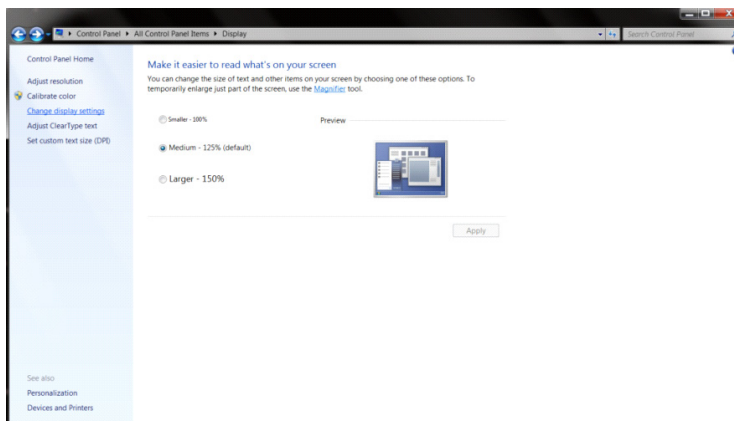 Control Panel ▸ All Control Panel Items ▸ Display
Search Control Panel
Control Panel Home
Adjust resolution
Calibrate color
Change display settings
Adjust ClearType text
Set custom text size (DPI)
Make it easier to read what's on your screen
You can change the size of text and other items on your screen by choosing one of these options. To
temporarily enlarge just part of the screen, use the Magnifier tool.
Smaller - 100%
Preview
Medium - 125% (default)
Larger - 150%
Apply
See also
Personalization
Devices and Printers